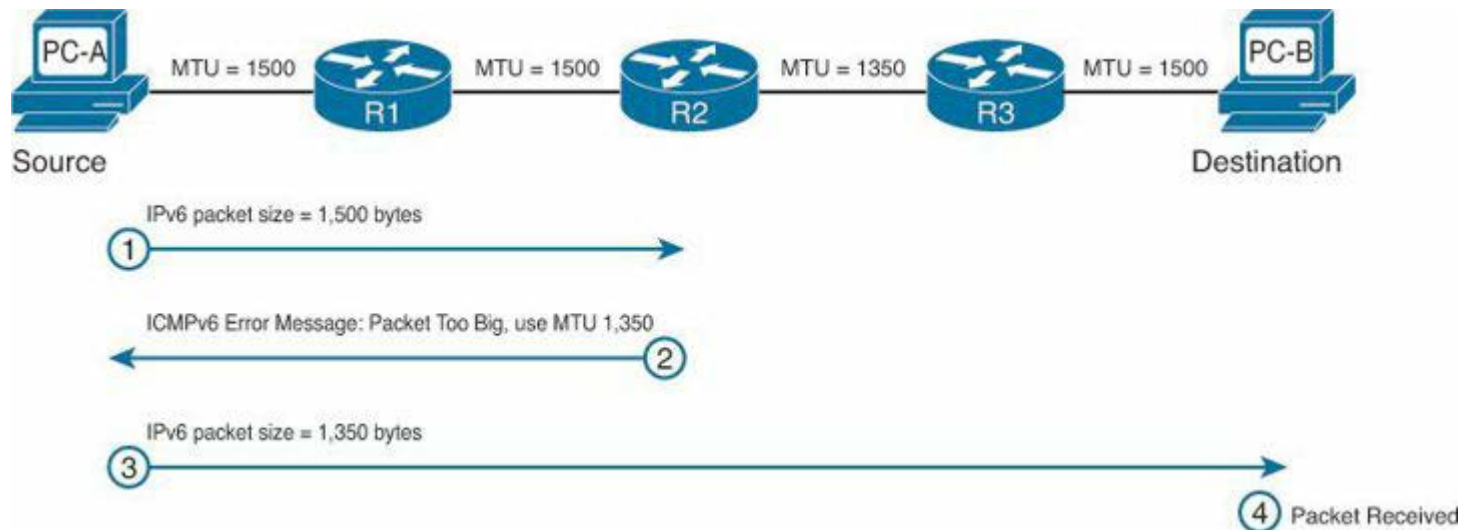 PC-A
MTU = 1500
R1
MTU = 1500
R2
MTU = 1350
R3
MTU = 1500
PC-B
Source
Destination
IPv6 packet size = 1,500 bytes
1
ICMPv6 Error Message: Packet Too Big, use MTU 1,350
2
IPv6 packet size = 1,350 bytes
3
4 Packet Received